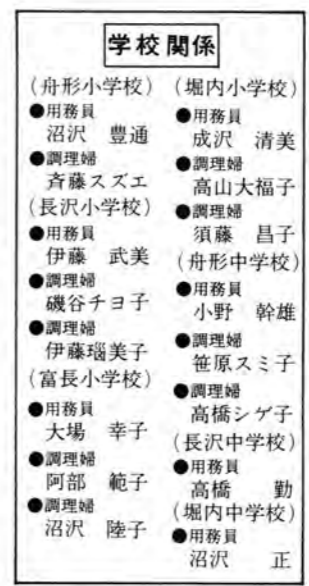 学校関係
(舟形小学校)
●用務員
沼沢 豊通
●調理婦
斉藤スズエ
(長沢小学校)
●用務員
伊藤 武美
●調理婦
磯谷チヨ子
●調理婦
伊藤瑙美子
(富長小学校)
●用務員
大場 幸子
●調理婦
阿部 範子
●調理婦
沼沢 陸子
(堀内小学校)
●用務員
成沢 清美
●調理婦
高山大福子
●調理婦
須藤 昌子
(舟形中学校)
●用務員
小野 幹雄
●調理婦
笹原スミ子
●調理婦
高橋シゲ子
(長沢中学校)
●用務員
高橋 勤
(堀内中学校)
●用務員
沼沢 正